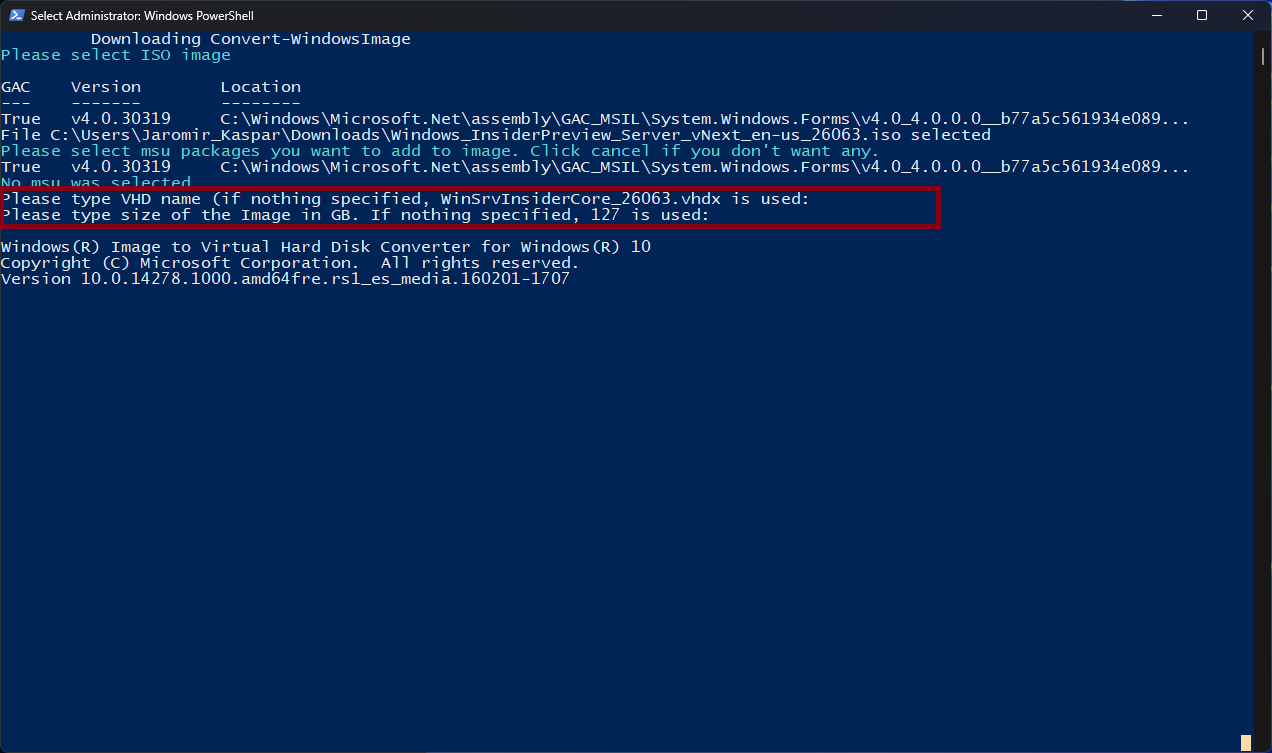 Select Administrator: Windows PowerShell
Downloading Convert-WindowsImage
Please select ISO image
GAC    Version        Location
---    -------        --------
True   v4.0.30319     C:\Windows\Microsoft.Net\assembly\GAC_MSIL\System.Windows.Forms\v4.0_4.0.0.0__b77a5c561934e089...
File C:\Users\Jaromir_Kaspar\Downloads\Windows_InsiderPreview_Server_vNext_en-us_26063.iso selected
Please select msu packages you want to add to image. Click cancel if you don't want any.
True   v4.0.30319     C:\Windows\Microsoft.Net\assembly\GAC_MSIL\System.Windows.Forms\v4.0_4.0.0.0__b77a5c561934e089...
No msu was selected
Please type VHD name (if nothing specified, WinSrvInsiderCore_26063.vhdx is used:
Please type size of the Image in GB. If nothing specified, 127 is used:
Windows(R) Image to Virtual Hard Disk Converter for Windows(R) 10
Copyright (C) Microsoft Corporation.  All rights reserved.
Version 10.0.14278.1000.amd64fre.rs1_es_media.160201-1707